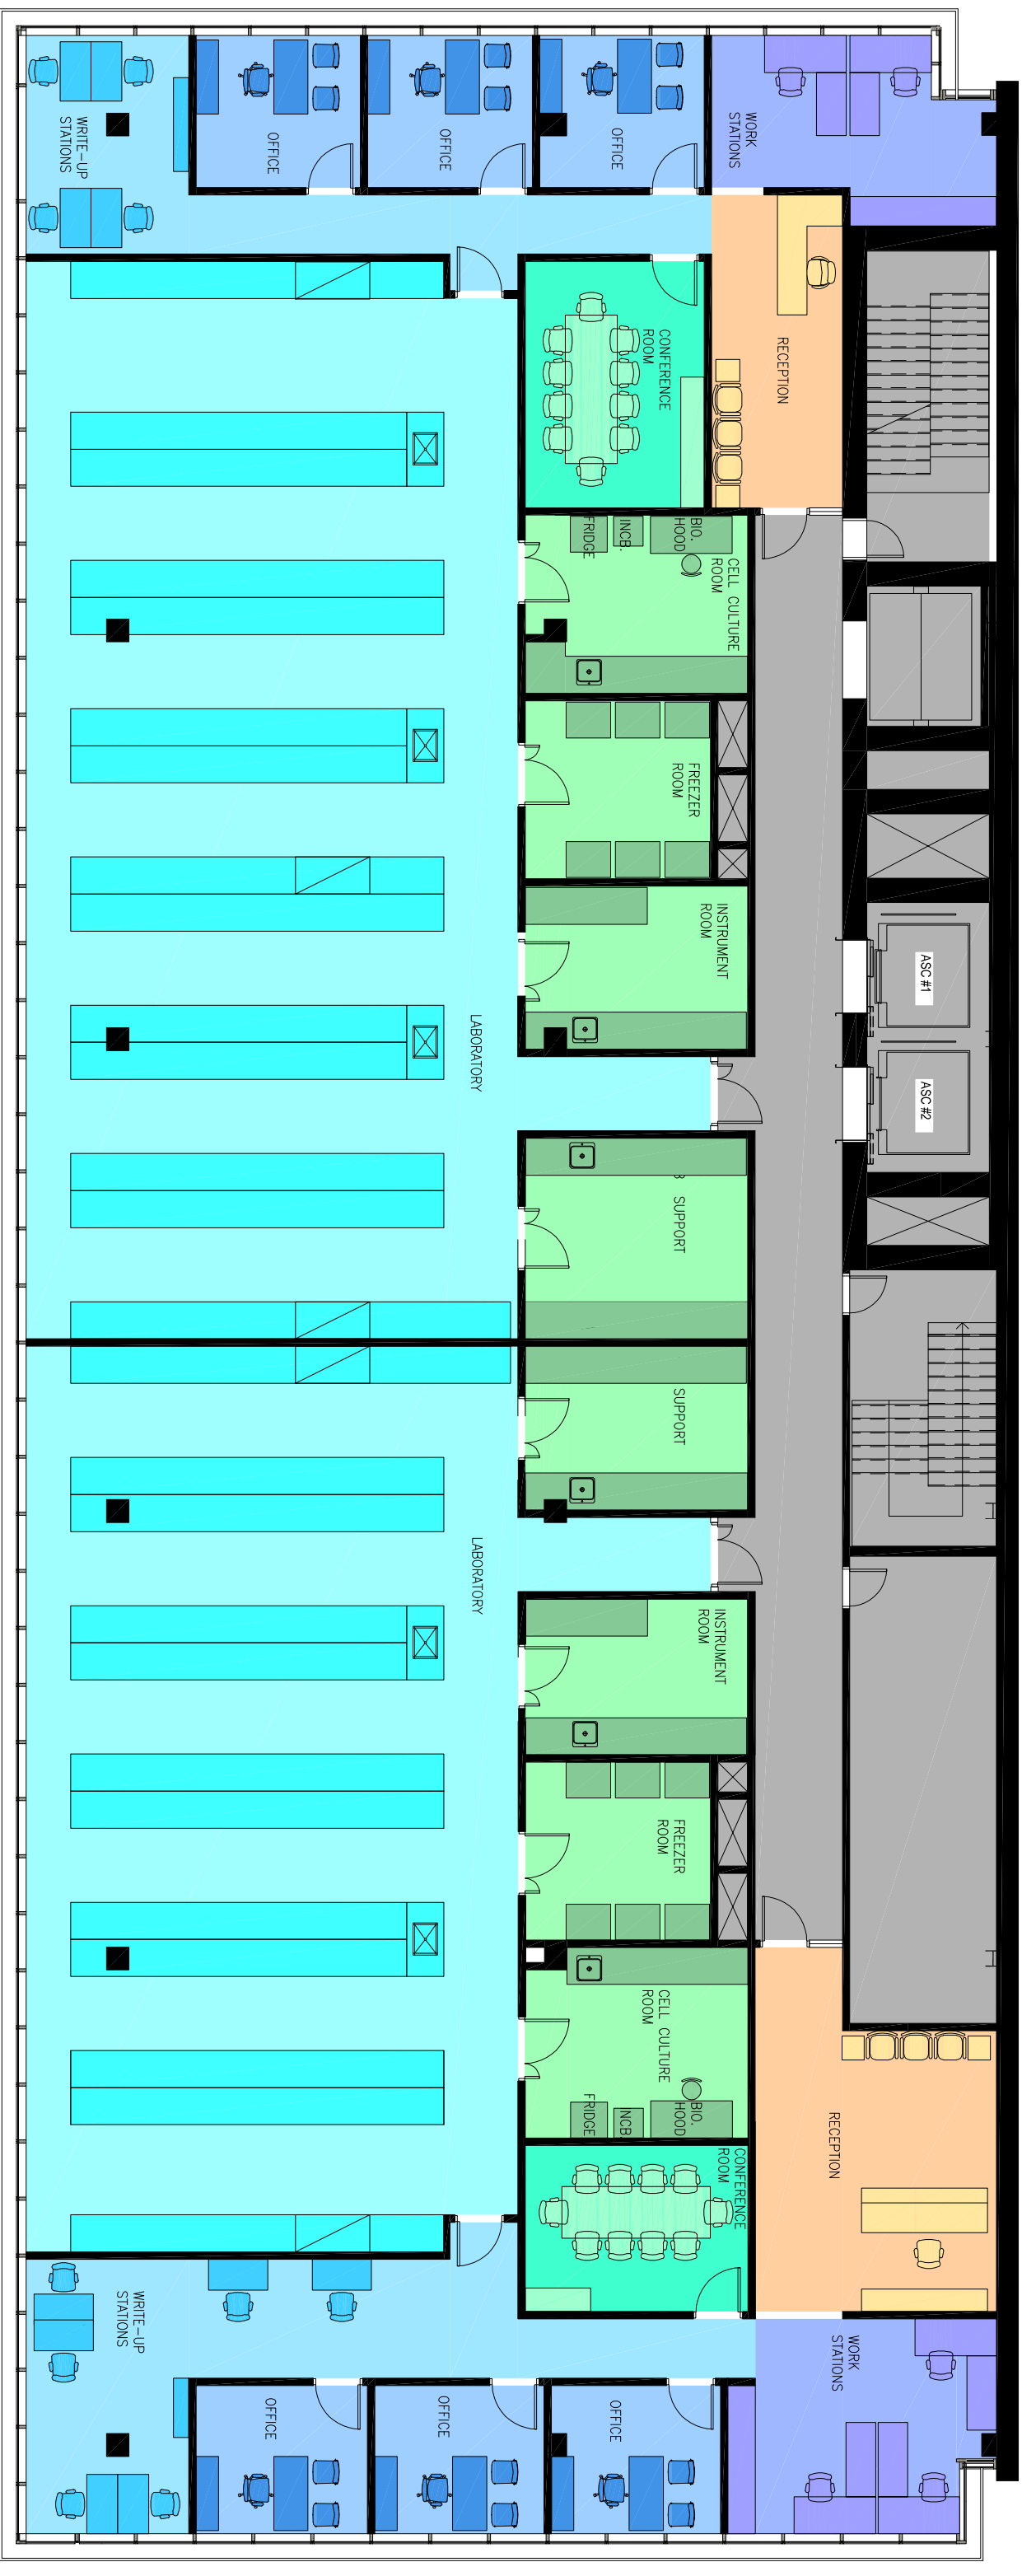 WRITE-UP
STATIONS
OFFICE
OFFICE
OFFICE
WORK
STATIONS
RECEPTION
CONFERENCE
ROOM
FRIDGE
INCB.
BIO.
HOOD
CELL CULTURE
ROOM
FREEZER
ROOM
INSTRUMENT
ROOM
ASC #1
ASC #2
LABORATORY
SUPPORT
SUPPORT
LABORATORY
INSTRUMENT
ROOM
FREEZER
ROOM
CELL CULTURE
ROOM
FRIDGE
INCB.
BIO.
HOOD
RECEPTION
CONFERENCE
ROOM
WRITE-UP
STATIONS
WORK
STATIONS
OFFICE
OFFICE
OFFICE